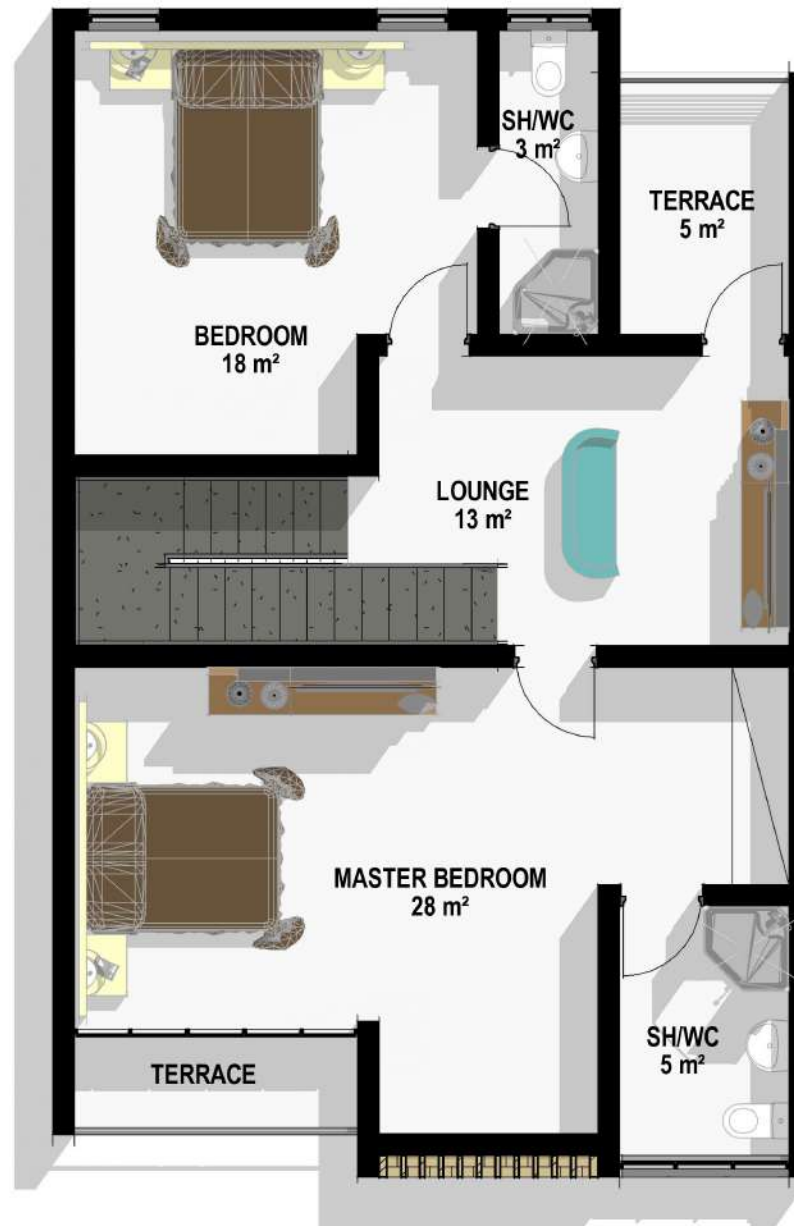 SH/WC
3 m²
TERRACE
5 m²
BEDROOM
18 m²
LOUNGE
13 m²
MASTER BEDROOM
28 m²
SH/WC
5 m²
TERRACE